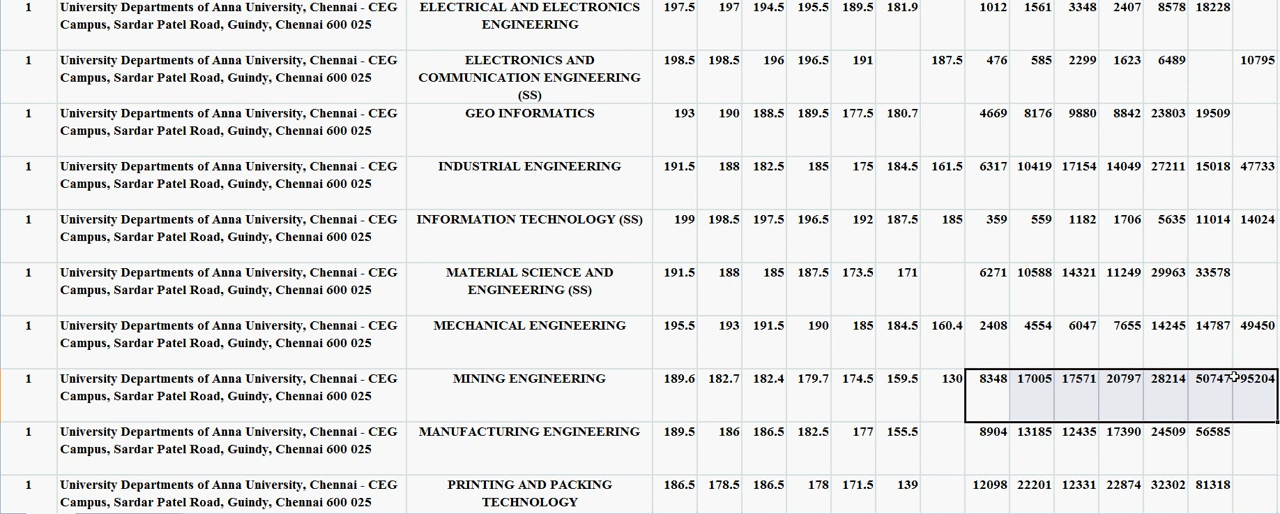 1 University Departments of Anna University, Chennai - CEG ELECTRICAL AND ELECTRONICS 197.5 197 194.5 195.5 189.5 181.9 1012 1561 3348 2407 8578 18228
Campus, Sardar Patel Road, Guindy, Chennai 600 025 ENGINEERING
1 University Departments of Anna University, Chennai - CEG ELECTRONICS AND 198.5 198.5 196 196.5 191 187.5 476 585 2299 1623 6489 10795
Campus, Sardar Patel Road, Guindy, Chennai 600 025 COMMUNICATION ENGINEERING
(SS)
1 University Departments of Anna University, Chennai - CEG GEO INFORMATICS 193 190 188.5 189.5 177.5 180.7 4669 8176 9880 8842 23803 19509
Campus, Sardar Patel Road, Guindy, Chennai 600 025
1 University Departments of Anna University, Chennai - CEG INDUSTRIAL ENGINEERING 191.5 188 182.5 185 175 184.5 161.5 6317 10419 17154 14049 27211 15018 47733
Campus, Sardar Patel Road, Guindy, Chennai 600 025
1 University Departments of Anna University, Chennai - CEG INFORMATION TECHNOLOGY (SS) 199 198.5 197.5 196.5 192 187.5 185 359 559 1182 1706 5635 11014 14024
Campus, Sardar Patel Road, Guindy, Chennai 600 025
1 University Departments of Anna University, Chennai - CEG MATERIAL SCIENCE AND 191.5 188 185 187.5 173.5 171 6271 10588 14321 11249 29963 33578
Campus, Sardar Patel Road, Guindy, Chennai 600 025 ENGINEERING (SS)
1 University Departments of Anna University, Chennai - CEG MECHANICAL ENGINEERING 195.5 193 191.5 190 185 184.5 160.4 2408 4554 6047 7655 14245 14787 49450
Campus, Sardar Patel Road, Guindy, Chennai 600 025
1 University Departments of Anna University, Chennai - CEG MINING ENGINEERING 189.6 182.7 182.4 179.7 174.5 159.5 130 8348 17005 17571 20797 28214 50747 95204
Campus, Sardar Patel Road, Guindy, Chennai 600 025
1 University Departments of Anna University, Chennai - CEG MANUFACTURING ENGINEERING 189.5 186 186.5 182.5 177 155.5 8904 13185 12435 17390 24509 56585
Campus, Sardar Patel Road, Guindy, Chennai 600 025
1 University Departments of Anna University, Chennai - CEG PRINTING AND PACKING 186.5 178.5 186.5 178 171.5 139 12098 22201 12331 22874 32302 81318
Campus, Sardar Patel Road, Guindy, Chennai 600 025 TECHNOLOGY